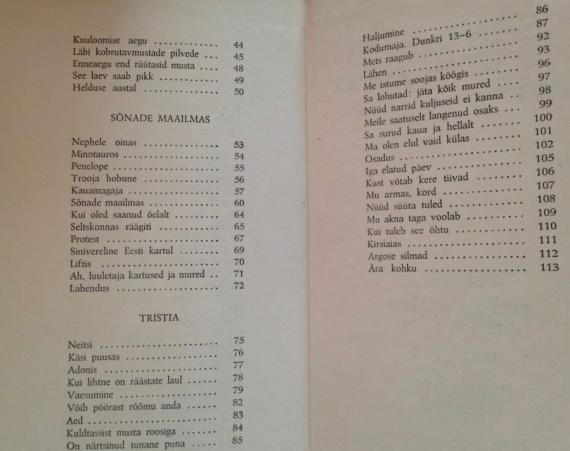 Kuuloomise aegu .............. 44
Läbi kobrutavmustade pilvede ... 45
Enneaegu end rüütasid musta .... 48
See laev saab pikk ............ 49
Helduse aastal ............... 50
SÕNADE MAAILMAS
Nephele oinas ............... 53
Minotauros ................. 54
Penelope ................... 55
Trooja hobune ............... 56
Kauamagaja ................. 57
Sõnade maailmas ............. 60
Kui oled saanud õelalt ........ 64
Seltskonnas räägiti ........... 65
Protest ..................... 67
Sinivereline Eesti kartul ....... 69
Liftis ....................... 70
Ah, luuletaja kartused ja mured .. 71
Lahendus ................... 72
TRISTIA
Neitsi ...................... 75
Käsi puusas ................. 76
Adonis ..................... 77
Kui lihtne on räästate laul ...... 78
Vaesumine .................. 79
Võib pöörast rõõmu anda ....... 82
Aed ........................ 83
Kuldtassist musta roosiga ....... 84
On närtsinud tunane puna ..... 85
Haljumine .................. 86
Kodumaja. Dunkri 13–6 ....... 87
Mets raagub ................ 92
Lähen ..................... 93
Me istume soojas köögis ....... 96
Sa lohutad: jäta kõik mured .... 97
Nüüd narrid kuljuseid ei kanna .. 98
Meile saatuselt langenud osaks ... 99
Sa surud kaua ja hellalt ........ 100
Ma olen elul vaid külas ........ 101
Osadus .................... 102
Iga elatud päev .............. 105
Kust võtab kere tiivad ......... 106
Mu armas, kord .............. 107
Nüüd süüta tuled ............. 108
Mu akna taga voolab .......... 109
Kui tuleb see õhtu ............ 110
Kirsiaias .................... 111
Argose silmad ................ 112
Ära kohku .................. 113